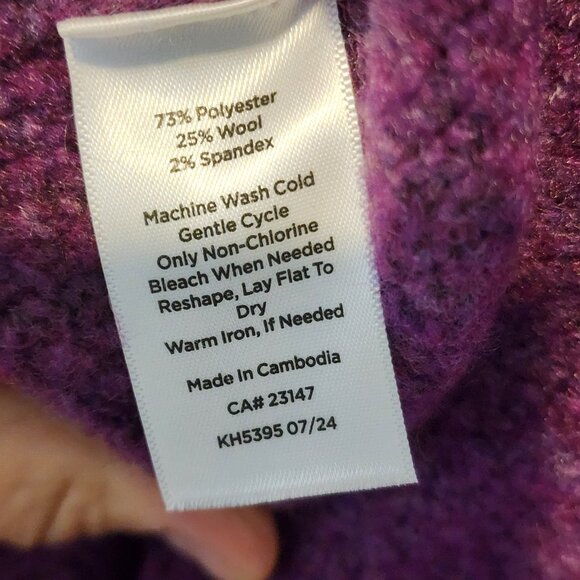 73% Polyester
25% Wool
2% Spandex
Machine Wash Cold
Gentle Cycle
Only Non-Chlorine
Bleach When Needed
Reshape, Lay Flat To
Dry
Warm Iron, If Needed
Made In Cambodia
CA# 23147
KH5395 07/24